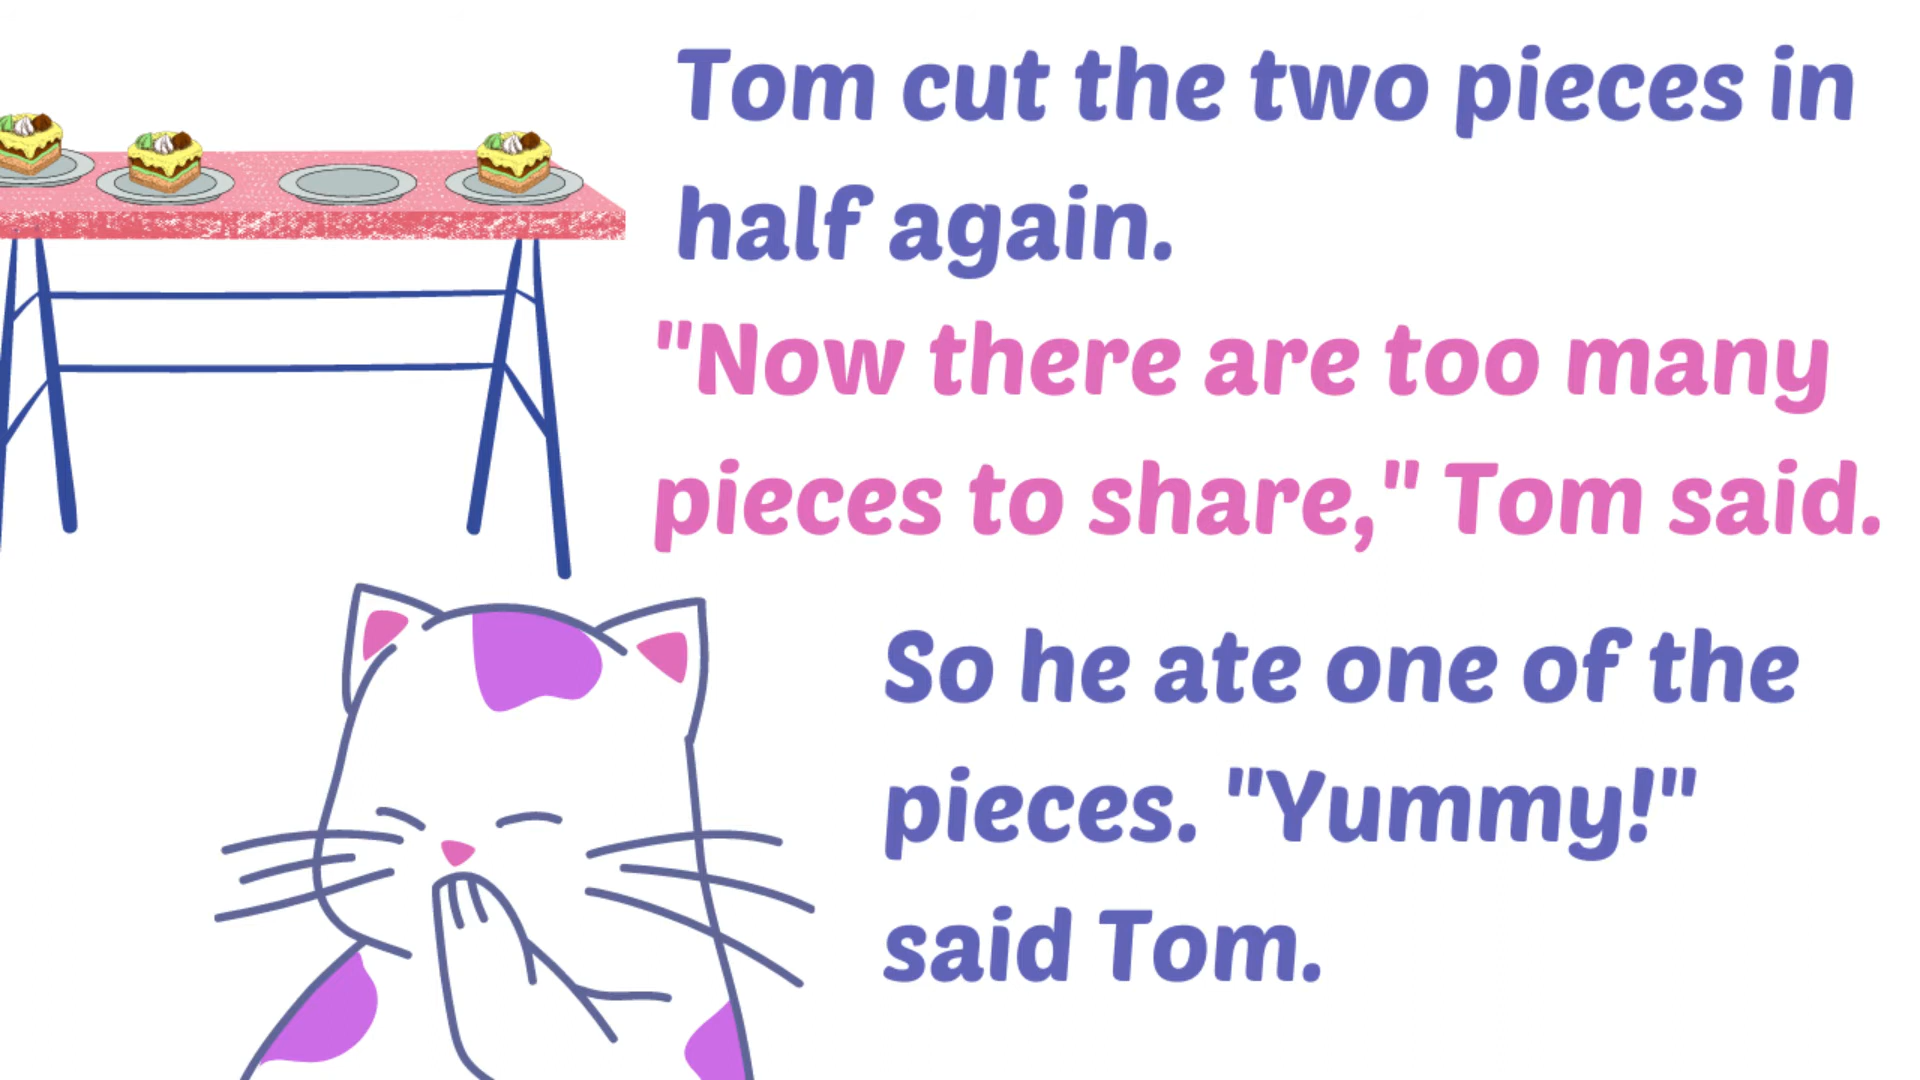 Tom cut the two pieces in
half again.
"Now there are too many
pieces to share," Tom said.
So he ate one of the
pieces. "Yummy!"
said Tom.